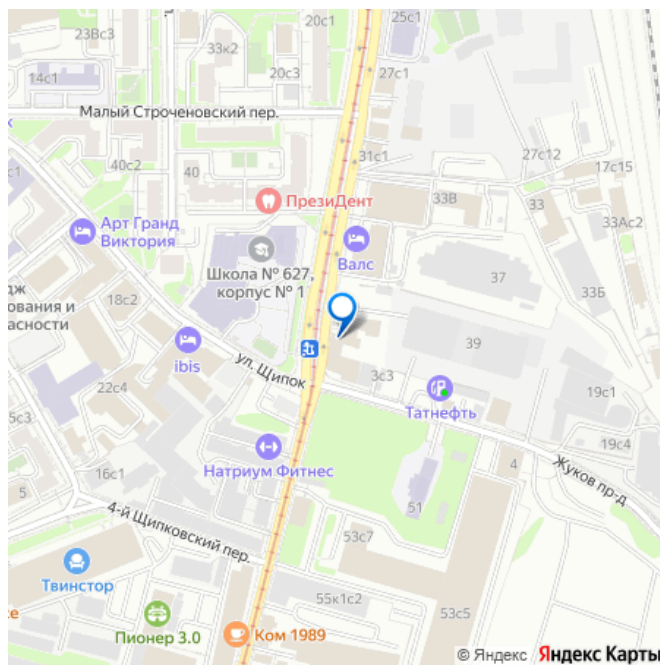 20с1
25с1
23Вс3
33к2
20с3
27с1
14с1
Малый Строченовский пер.
31с1
27с12
17с15
40с2
40
ПрезиДент
33В
33
33Ас2
Арт Гранд
Виктория
Валс
Школа № 627,
корпус № 1
37
33Б
ования и
асности
18с2
39
ibis
ул. Щипок
3с3
19с1
22с4
Татнефть
19с4
Натриум Фитнес
4
Жуков пр-д
16с1
5
51
4-й Щипковский пер.
53с7
Твинстор
55к1с2
53с5
Пионер 3.0
Ком 1989
© Яндекс Яндекс Карты